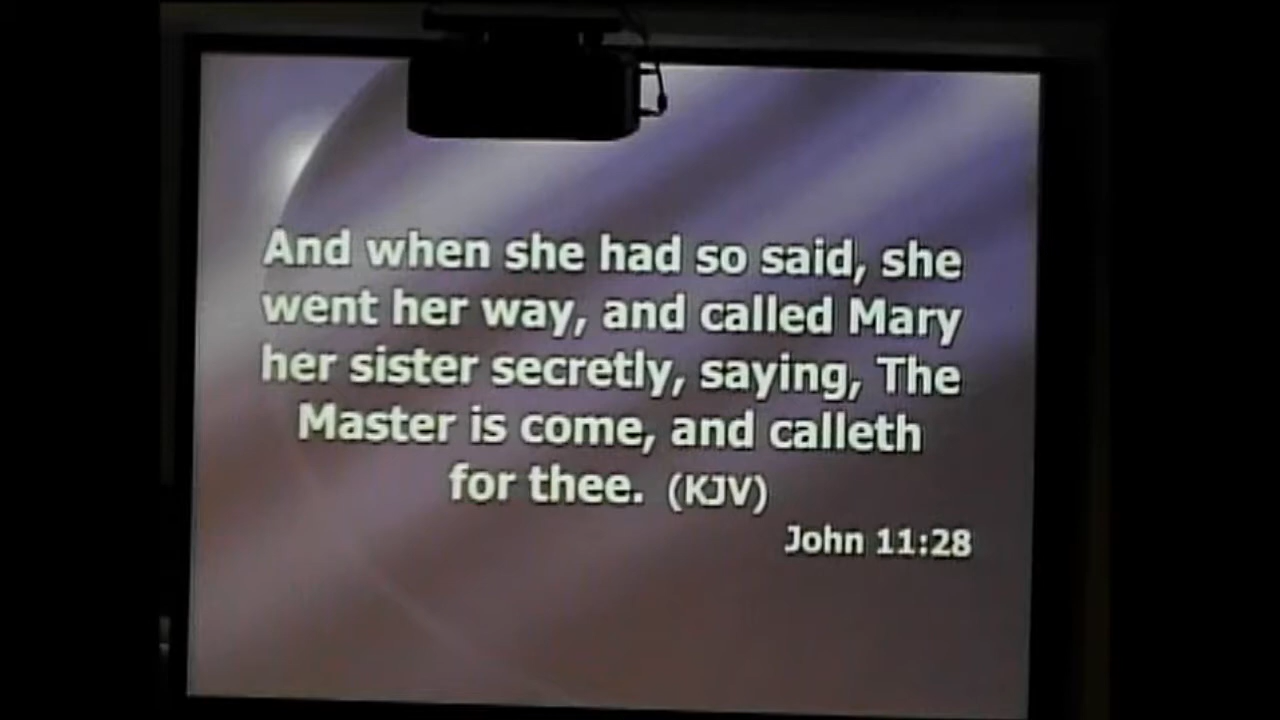 And when she had so said, she
went her way, and called Mary
her sister secretly, saying, The
Master is come, and calleth
for thee. (KJV)
John 11:28